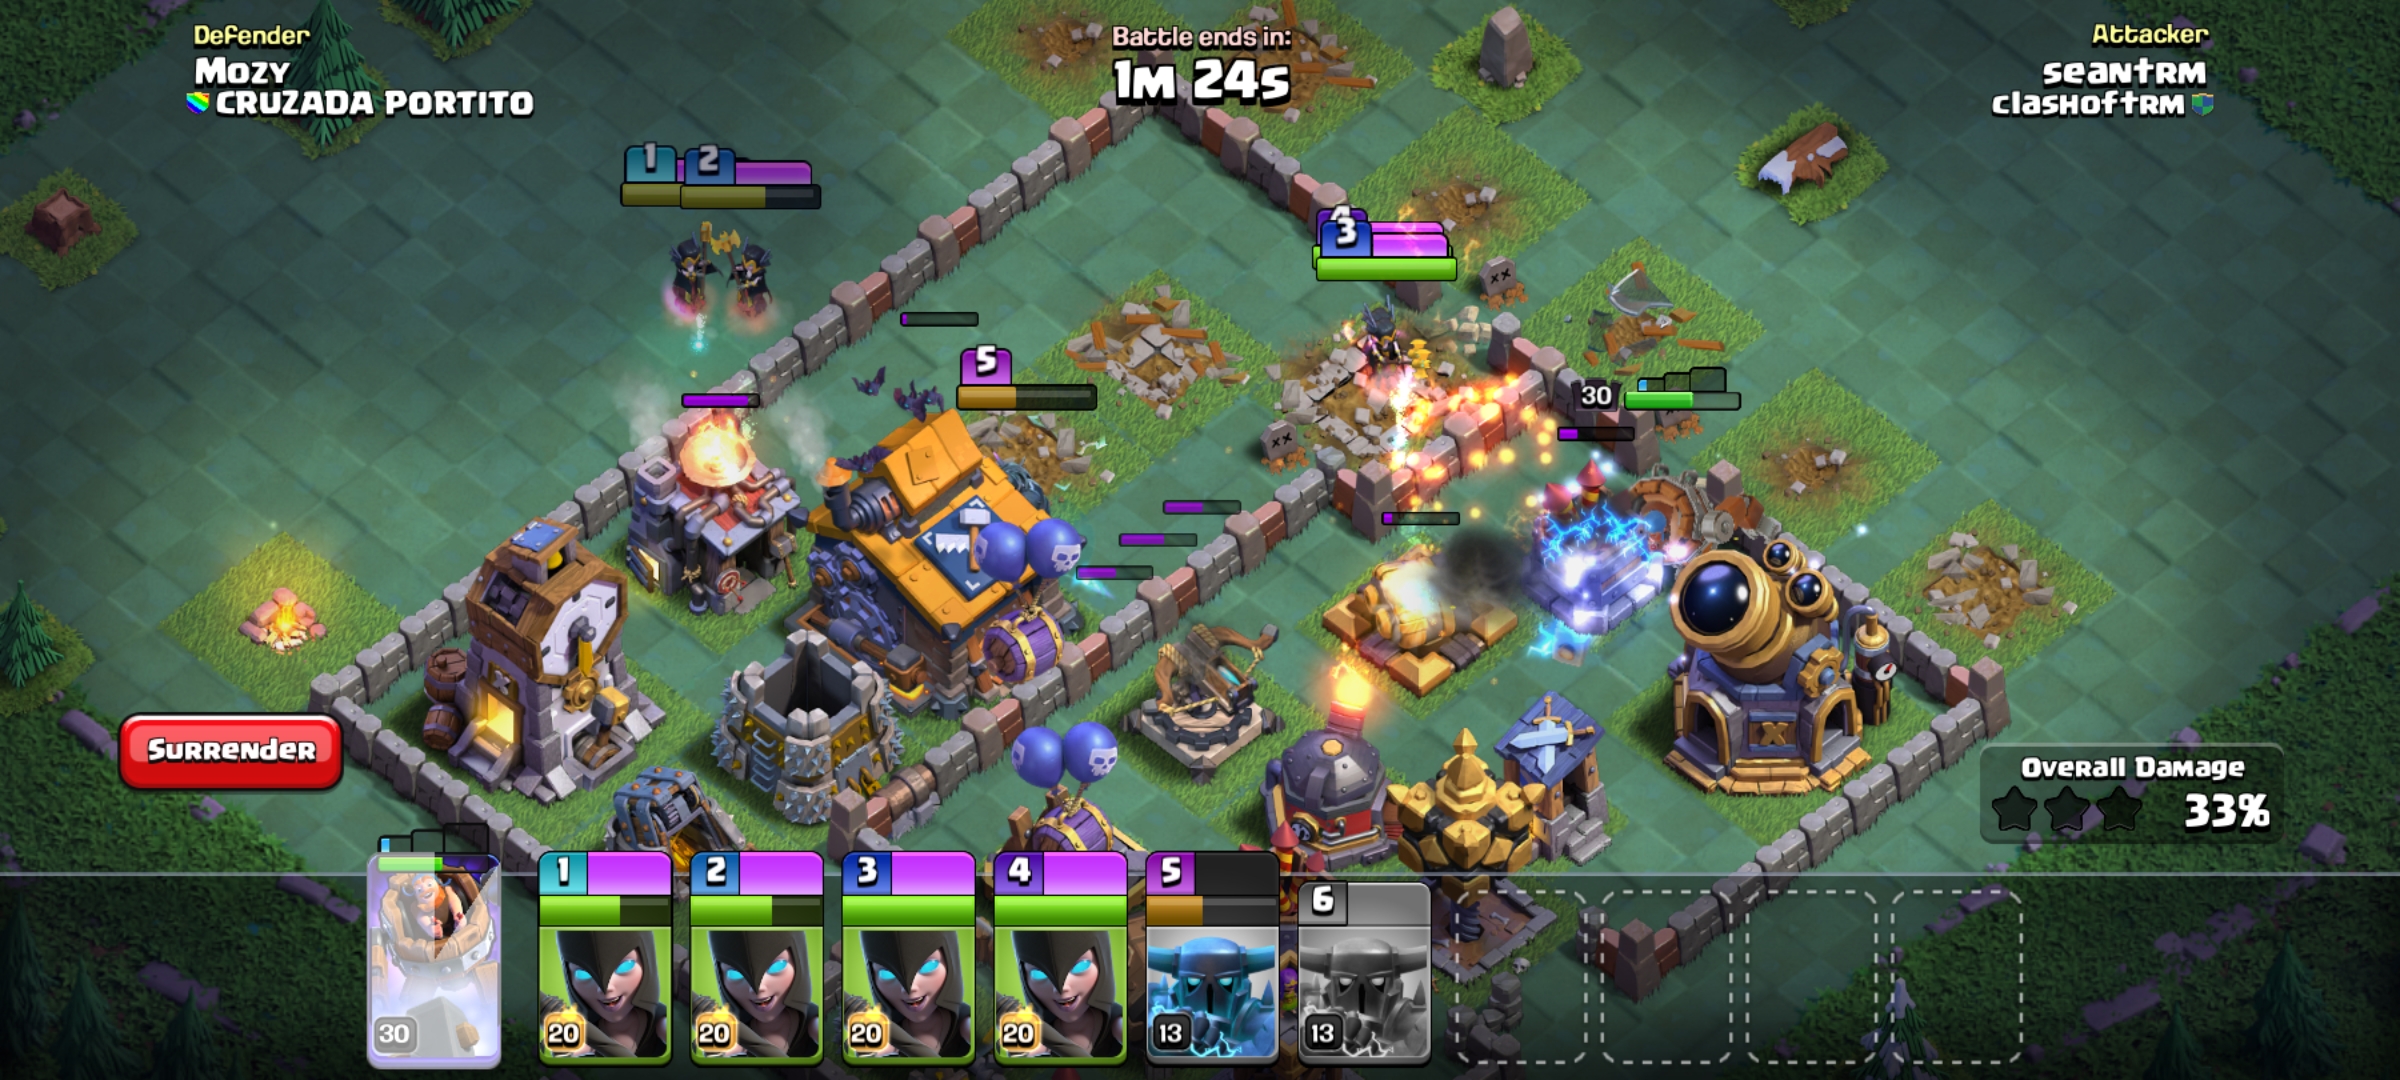 Defender
Mozy
CRUZADA PORTITO
Battle ends in:
1M 24s
Attacker
seantRM
clashoftRM
1
2
4
3
5
30
Surrender
Overall Damage
33%
1
2
3
4
5
6
30
20
20
20
20
13
13